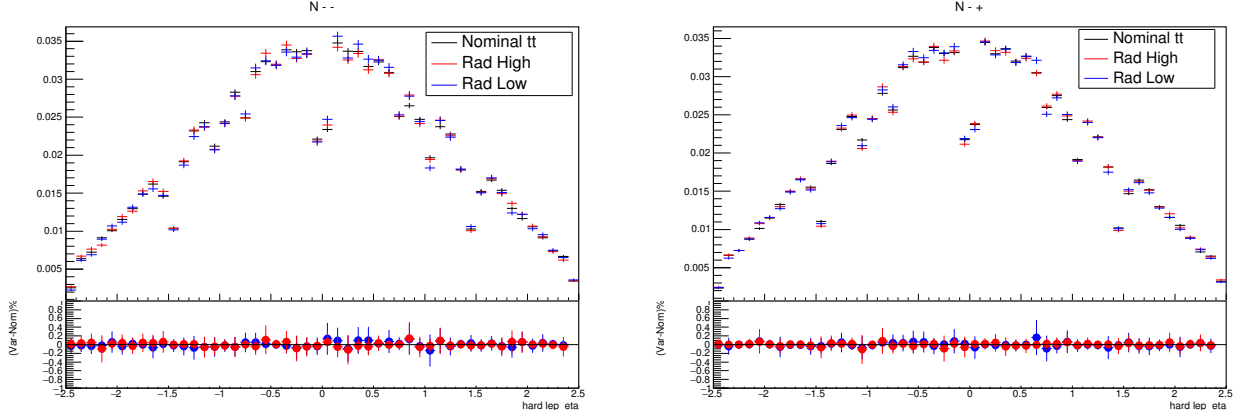 N - -
0.035
0.03
0.025
0.02
0.015
0.01
0.005
Nominal tt
Rad High
Rad Low
(Var-Nom)%
0.8
0.6
0.4
0.2
0
−0.2
−0.4
−0.6
−0.8
−1
−2.5 −2 −1.5 −1 −0.5 0 0.5 1 1.5 2 2.5
hard lep eta
N - +
0.035
0.03
0.025
0.02
0.015
0.01
0.005
Nominal tt
Rad High
Rad Low
(Var-Nom)%
0.8
0.6
0.4
0.2
0
−0.2
−0.4
−0.6
−0.8
−1
−2.5 −2 −1.5 −1 −0.5 0 0.5 1 1.5 2 2.5
hard lep eta